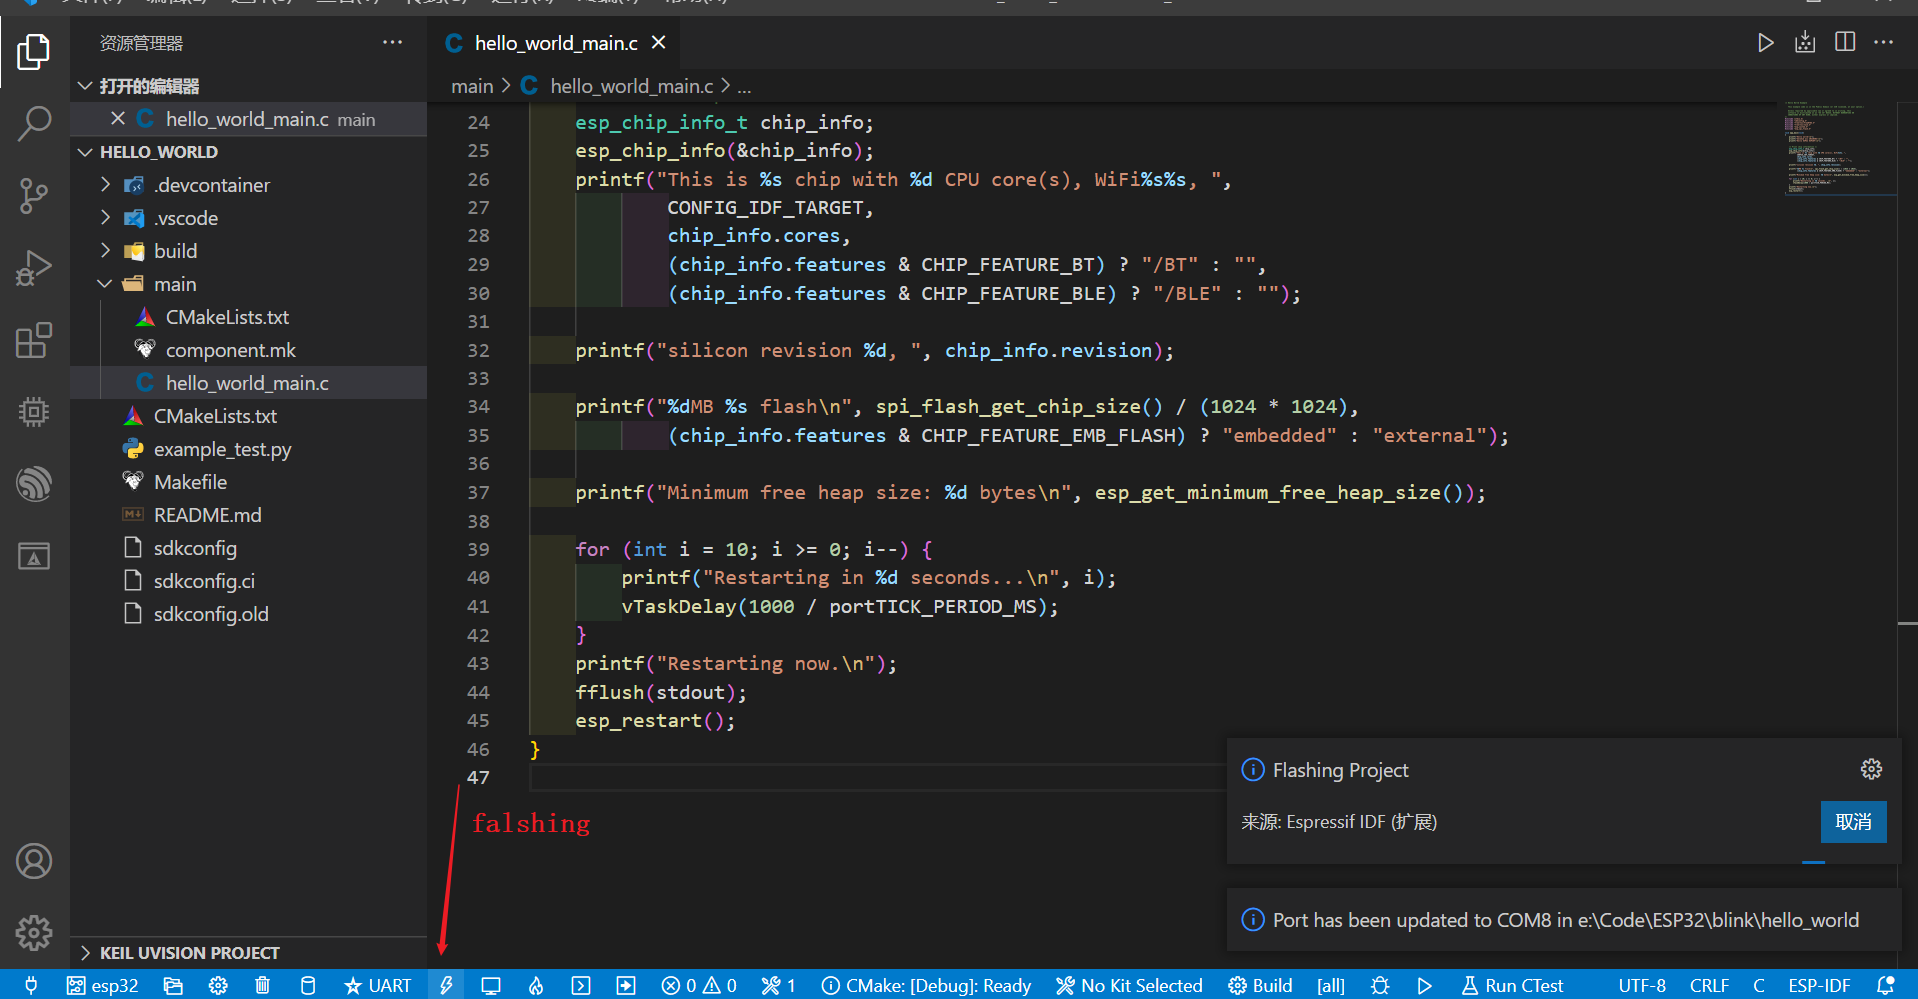 资源管理器
打开的编辑器
hello_world_main.c main
HELLO_WORLD
.devcontainer
.vscode
build
main
CMakeLists.txt
component.mk
hello_world_main.c
CMakeLists.txt
example_test.py
Makefile
README.md
sdkconfig
sdkconfig.ci
sdkconfig.old
KEIL UVISION PROJECT
hello_world_main.c
main > hello_world_main.c > ...
24 esp_chip_info_t chip_info;
25 esp_chip_info(&chip_info);
26 printf("This is %s chip with %d CPU core(s), WiFi%s%s, ",
27 CONFIG_IDF_TARGET,
28 chip_info.cores,
29 (chip_info.features & CHIP_FEATURE_BT) ? "/BT" : "",
30 (chip_info.features & CHIP_FEATURE_BLE) ? "/BLE" : "");
31
32 printf("silicon revision %d, ", chip_info.revision);
33
34 printf("%dMB %s flash\n", spi_flash_get_chip_size() / (1024 * 1024),
35 (chip_info.features & CHIP_FEATURE_EMB_FLASH) ? "embedded" : "external");
36
37 printf("Minimum free heap size: %d bytes\n", esp_get_minimum_free_heap_size());
38
39 for (int i = 10; i >= 0; i--) {
40 printf("Restarting in %d seconds...\n", i);
41 vTaskDelay(1000 / portTICK_PERIOD_MS);
42 }
43 printf("Restarting now.\n");
44 fflush(stdout);
45 esp_restart();
46 }
47
falshing
Flashing Project
来源: Espressif IDF (扩展)
取消
Port has been updated to COM8 in e:\Code\ESP32\blink\hello_world
esp32 UART 0 0 1 CMake: [Debug]: Ready No Kit Selected Build [all] Run CTest UTF-8 CRLF C ESP-IDF